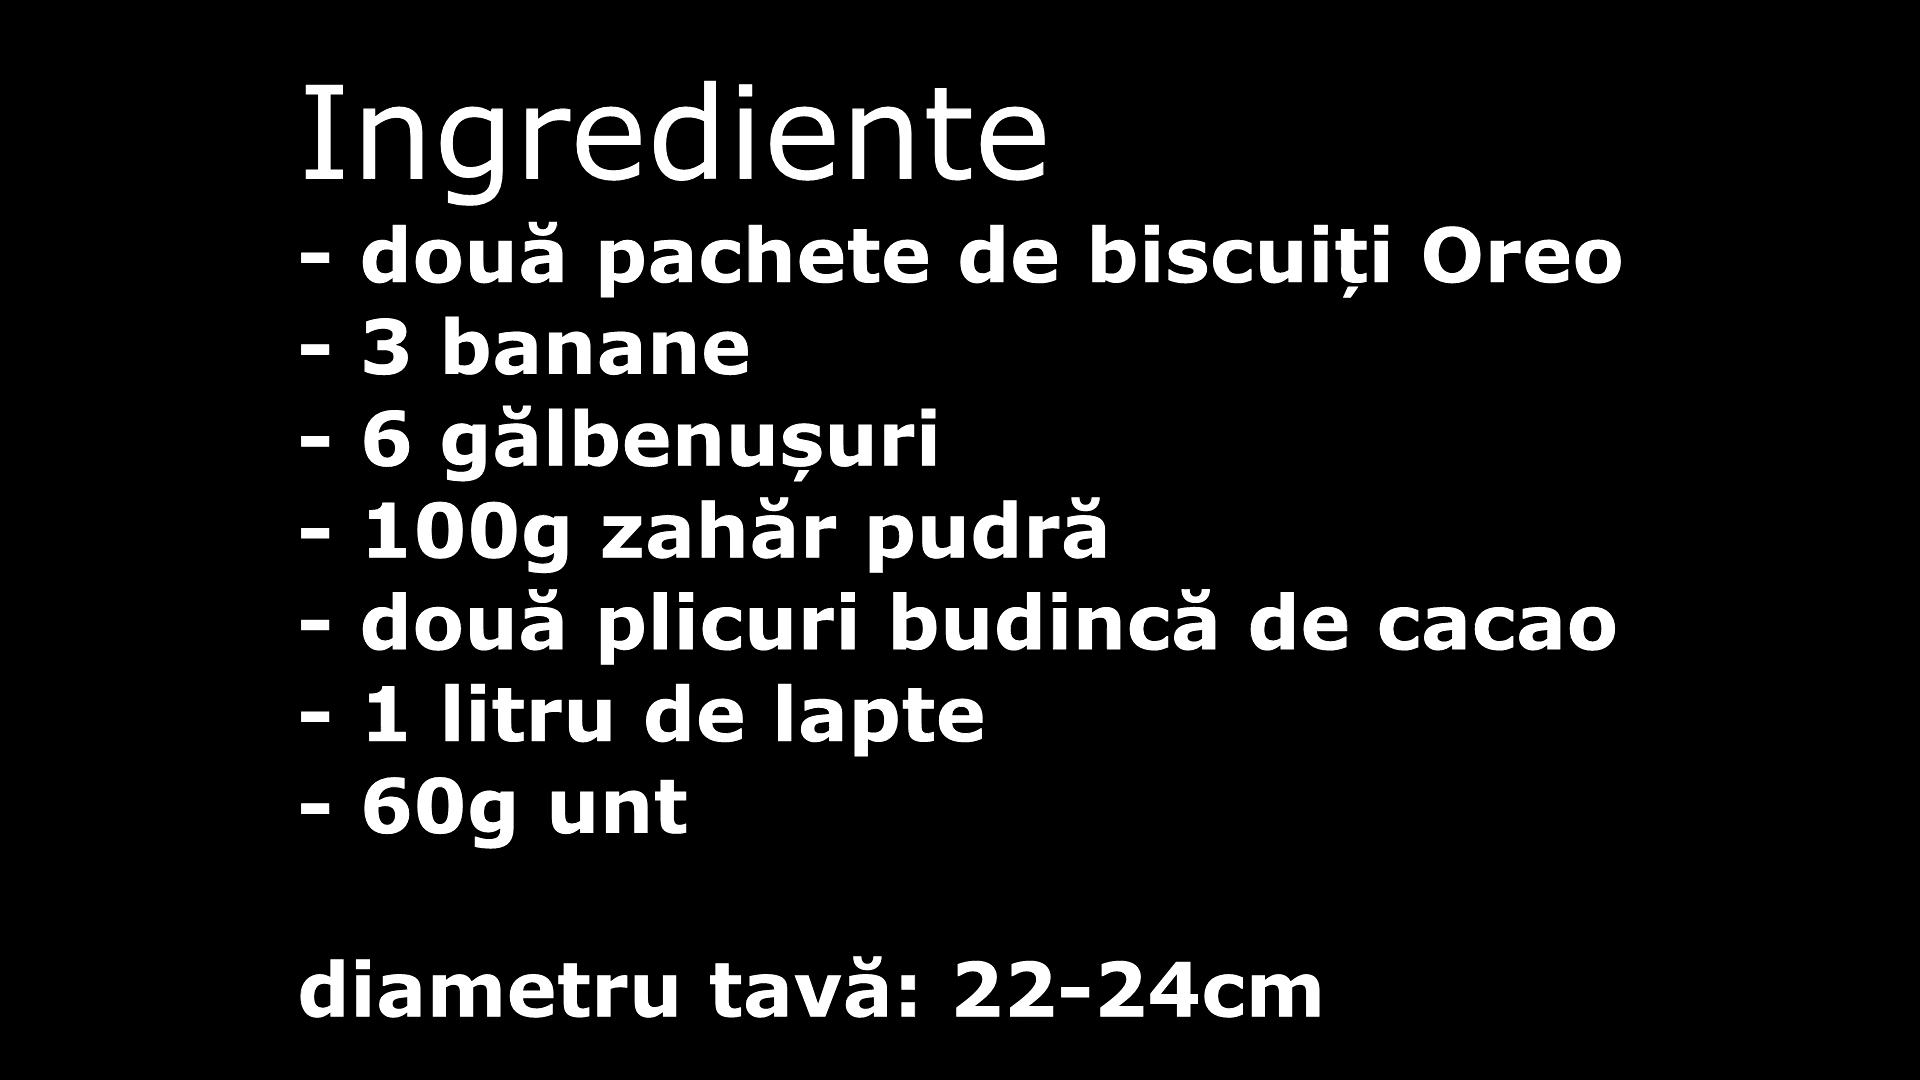 Ingrediente
- două pachete de biscuiți Oreo
- 3 banane
- 6 gălbenușuri
- 100g zahăr pudră
- două plicuri budincă de cacao
- 1 litru de lapte
- 60g unt
diametru tavă: 22-24cm